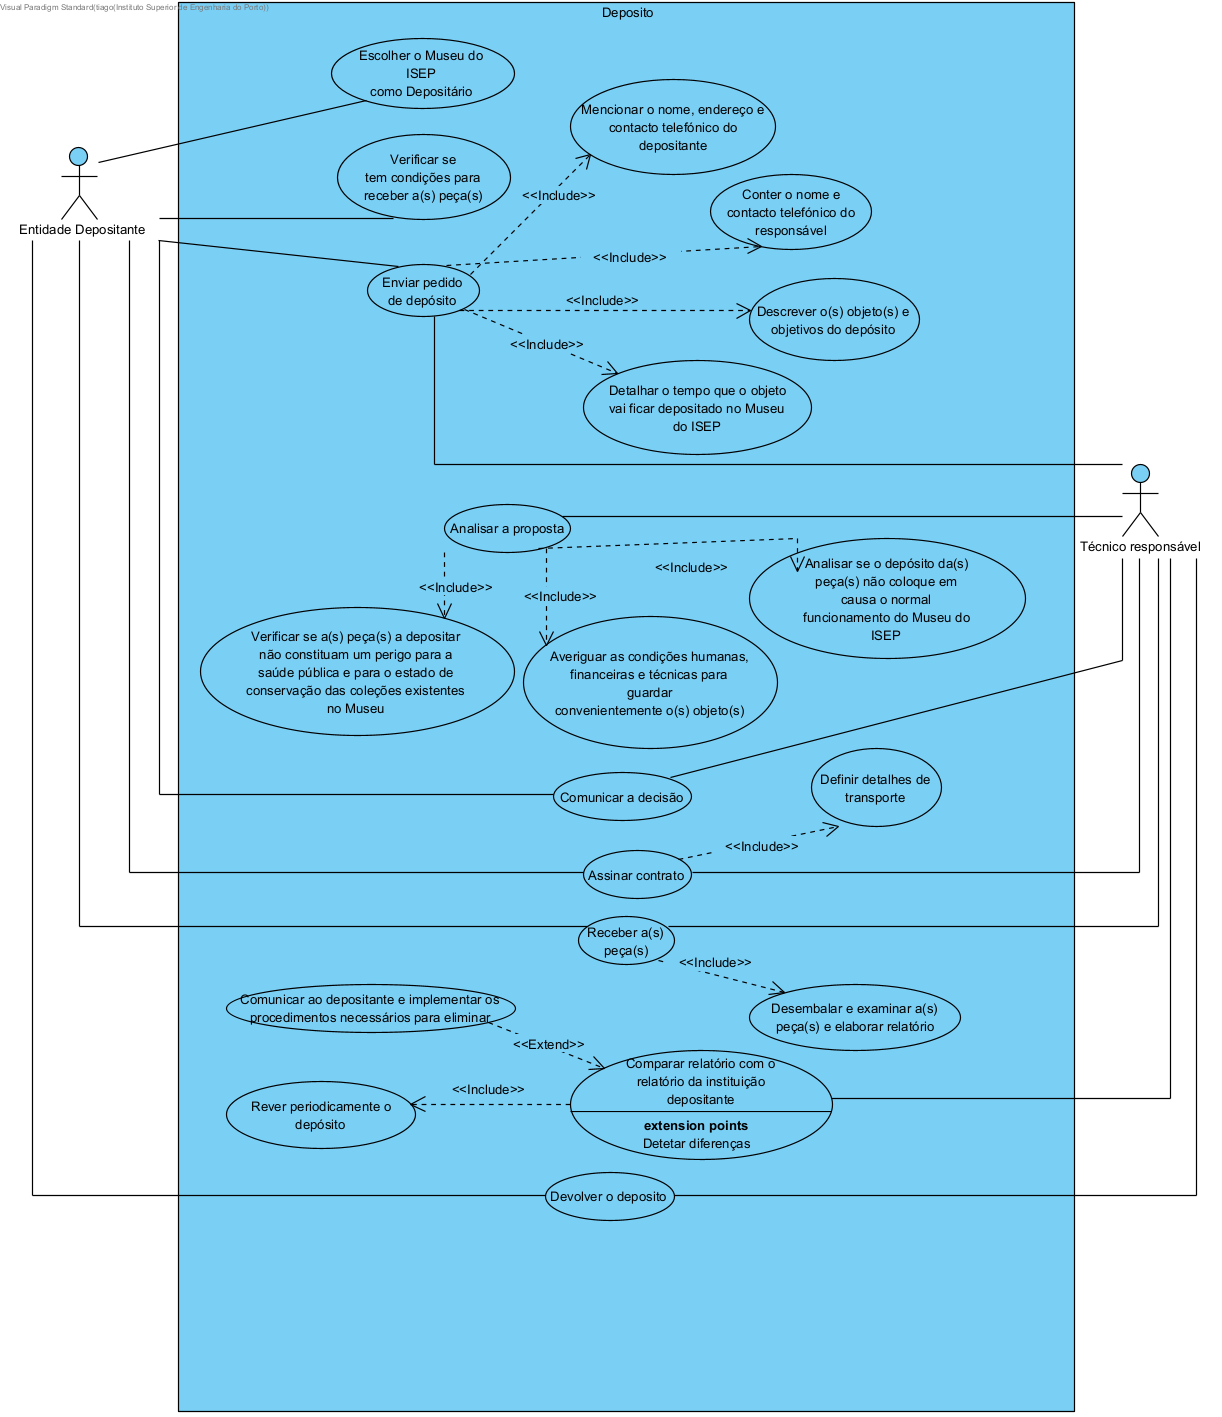 Visual Paradigm Standard(tiago(Instituto Superior de Engenharia do Porto))
Deposito
Escolher o Museu do
ISEP
como Depositário
Mencionar o nome, endereço e
contacto telefónico do
depositante
Verificar se
tem condições para
receber a(s) peça(s)
<<Include>>
Conter o nome e
contacto telefónico do
responsável
Entidade Depositante
<<Include>>
Enviar pedido
de depósito
<<Include>>
Descrever o(s) objeto(s) e
objetivos do depósito
<<Include>>
Detalhar o tempo que o objeto
vai ficar depositado no Museu
do ISEP
Analisar a proposta
Técnico responsável
<<Include>>
<<Include>>
<<Include>>
Analisar se o depósito da(s)
peça(s) não coloque em
causa o normal
funcionamento do Museu do
ISEP
Verificar se a(s) peça(s) a depositar
não constituam um perigo para a
saúde pública e para o estado de
conservação das coleções existentes
no Museu
Averiguar as condições humanas,
financeiras e técnicas para
guardar
convenientemente o(s) objeto(s)
Definir detalhes de
transporte
Comunicar a decisão
<<Include>>
Assinar contrato
Receber a(s)
peça(s)
<<Include>>
Desembalar e examinar a(s)
peça(s) e elaborar relatório
Comunicar ao depositante e implementar os
procedimentos necessários para eliminar
<<Extend>>
Comparar relatório com o
relatório da instituição
depositante
extension points
Detetar diferenças
<<Include>>
Rever periodicamente o
depósito
Devolver o deposito